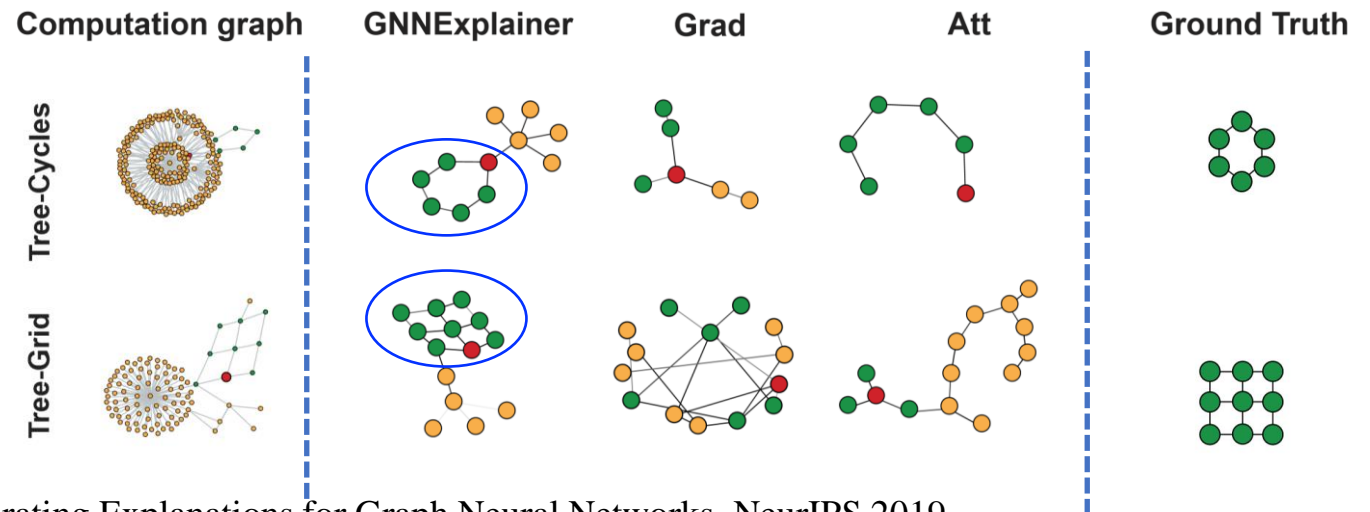 Computation graph GNNExplainer Grad Att Ground Truth
Tree-Cycles
Tree-Grid
Explanations for Graph Neural Networks, NeurIPS 2019